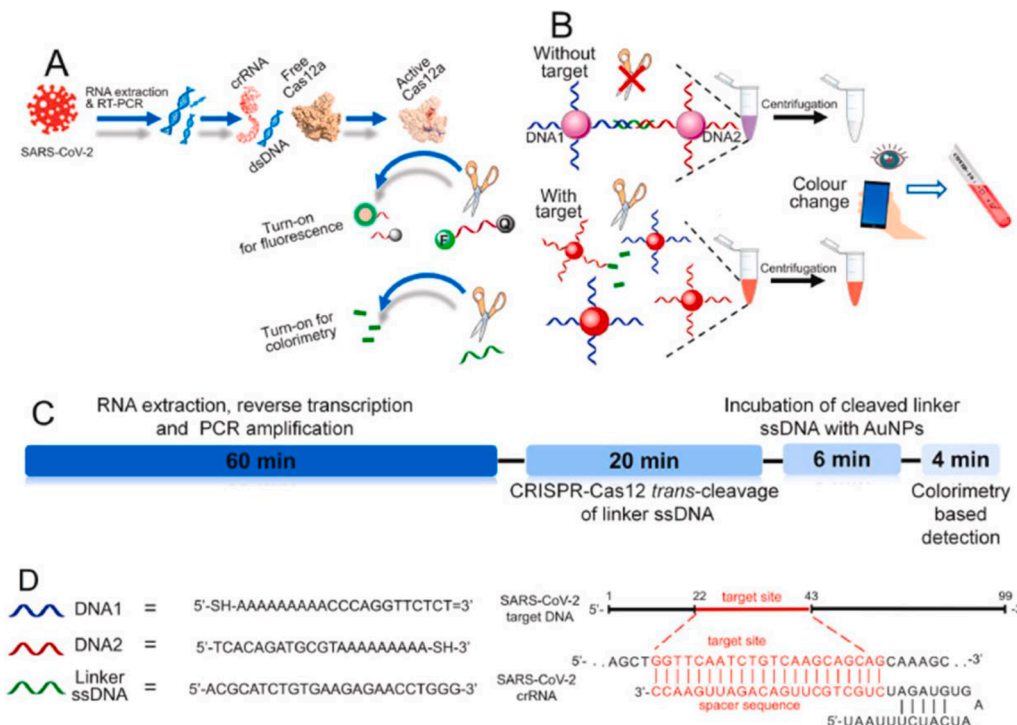 A
RNA extraction
& RT-PCR
SARS-CoV-2
crRNA
dsDNA
Free
Cas12a
Active
Cas12a
Turn-on
for fluorescence
F
Q
Turn-on for
colorimetry
B
Without
target
DNA1
DNA2
Centrifugation
With
target
Centrifugation
Colour
change
C
RNA extraction, reverse transcription
and PCR amplification
60 min
20 min
CRISPR-Cas12 trans-cleavage
of linker ssDNA
Incubation of cleaved linker
ssDNA with AuNPs
6 min
4 min
Colorimetry
based
detection
D
DNA1 = 5'-SH-AAAAAAAAAACCCAGGTTCTCT=3'
DNA2 = 5'-TCACAGATGCGTAAAAAAAAAA-SH-3'
Linker
ssDNA = 5'-ACGCATCTGTGAAGAGAACCTGGG-3'
SARS-CoV-2
target DNA
1 22 target site 43 99
5'- -3'
target site
5'- ..AGCTGGTTCAATCTGTCAAGCAGCAGCAAAGC..-3'
SARS-CoV-2
crRNA
3'-CCAAGUUAGACAGUUCGUCGUCUAGAUGUG
A
spacer sequence
5'-UAAUUUCUACUA